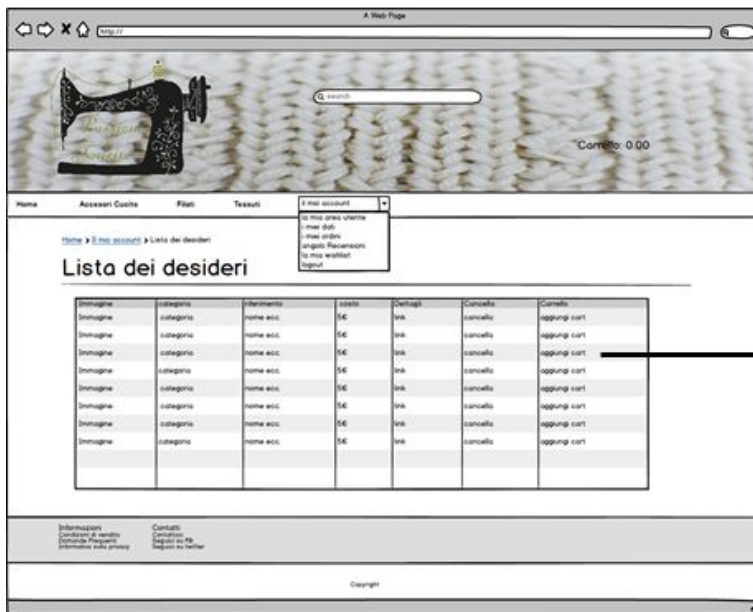 A Web Page
http://
search
Carrello: 0.00
Home Accessori Cucito Filati Tessuti il mio account
la mia area utente
i miei dati
i miei ordini
angolo Recensioni
la mia wishlist
logout
Home > Il mio account > Lista dei desideri
Lista dei desideri
Immagine categoria riferimento costo Dettagli Cancella Carrello
Immagine categoria nome ecc. 5€ link cancella aggiungi cart
Immagine categoria nome ecc. 5€ link cancella aggiungi cart
Immagine categoria nome ecc. 5€ link cancella aggiungi cart
Immagine categoria nome ecc. 5€ link cancella aggiungi cart
Immagine categoria nome ecc. 5€ link cancella aggiungi cart
Immagine categoria nome ecc. 5€ link cancella aggiungi cart
Immagine categoria nome ecc. 5€ link cancella aggiungi cart
Immagine categoria nome ecc. 5€ link cancella aggiungi cart
Informazioni Contatti
Condizioni di vendita Contattaci
Domande Frequenti Seguici su FB
Informativa sulla privacy Seguici su twitter
Copyright